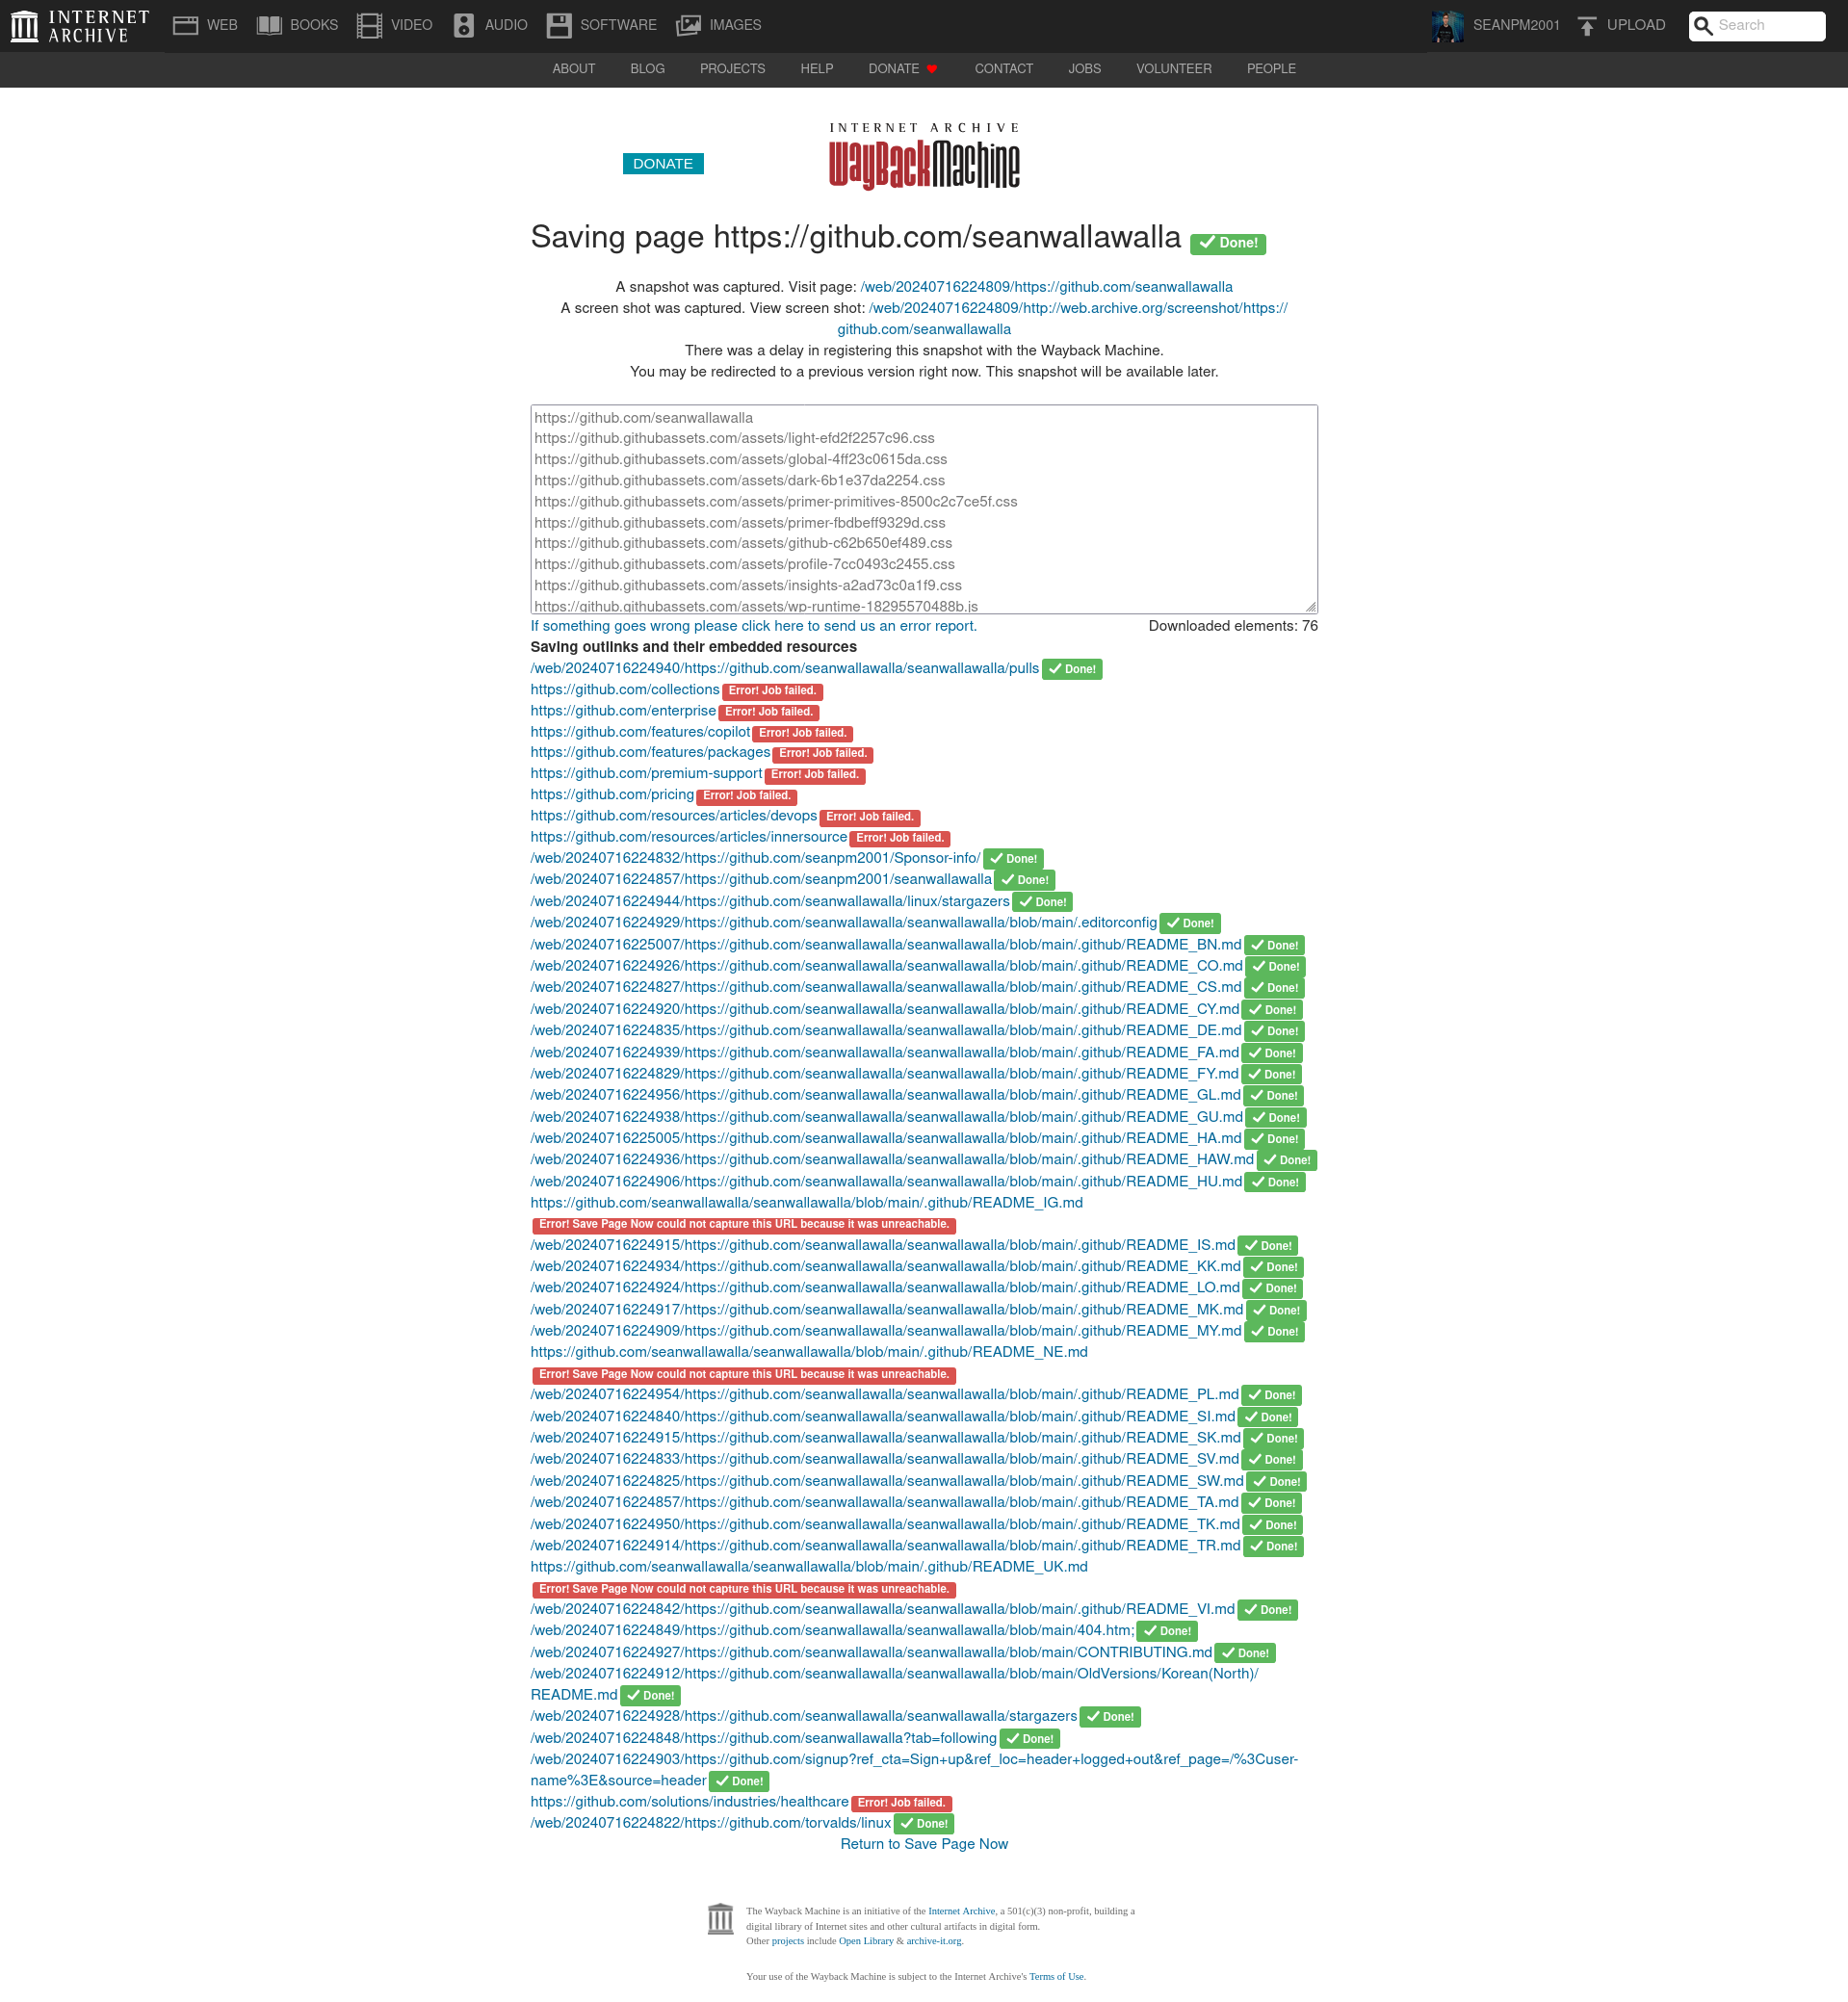 INTERNET ARCHIVE
WEB
BOOKS
VIDEO
AUDIO
SOFTWARE
IMAGES
SEANPM2001
UPLOAD
Search
ABOUT
BLOG
PROJECTS
HELP
DONATE
CONTACT
JOBS
VOLUNTEER
PEOPLE
DONATE
INTERNET ARCHIVE
WayBackMachine
Saving page https://github.com/seanwallawalla Done!
A snapshot was captured. Visit page: /web/20240716224809/https://github.com/seanwallawalla
A screen shot was captured. View screen shot: /web/20240716224809/http://web.archive.org/screenshot/https://
github.com/seanwallawalla
There was a delay in registering this snapshot with the Wayback Machine.
You may be redirected to a previous version right now. This snapshot will be available later.
https://github.com/seanwallawalla
https://github.githubassets.com/assets/light-efd2f2257c96.css
https://github.githubassets.com/assets/global-4ff23c0615da.css
https://github.githubassets.com/assets/dark-6b1e37da2254.css
https://github.githubassets.com/assets/primer-primitives-8500c2c7ce5f.css
https://github.githubassets.com/assets/primer-fbdbeff9329d.css
https://github.githubassets.com/assets/github-c62b650ef489.css
https://github.githubassets.com/assets/profile-7cc0493c2455.css
https://github.githubassets.com/assets/insights-a2ad73c0a1f9.css
https://github.githubassets.com/assets/wp-runtime-18295570488b.js
If something goes wrong please click here to send us an error report. Downloaded elements: 76
Saving outlinks and their embedded resources
/web/20240716224940/https://github.com/seanwallawalla/seanwallawalla/pulls Done!
https://github.com/collections Error! Job failed.
https://github.com/enterprise Error! Job failed.
https://github.com/features/copilot Error! Job failed.
https://github.com/features/packages Error! Job failed.
https://github.com/premium-support Error! Job failed.
https://github.com/pricing Error! Job failed.
https://github.com/resources/articles/devops Error! Job failed.
https://github.com/resources/articles/innersource Error! Job failed.
/web/20240716224832/https://github.com/seanpm2001/Sponsor-info/ Done!
/web/20240716224857/https://github.com/seanpm2001/seanwallawalla Done!
/web/20240716224944/https://github.com/seanwallawalla/linux/stargazers Done!
/web/20240716224929/https://github.com/seanwallawalla/seanwallawalla/blob/main/.editorconfig Done!
/web/20240716225007/https://github.com/seanwallawalla/seanwallawalla/blob/main/.github/README_BN.md Done!
/web/20240716224926/https://github.com/seanwallawalla/seanwallawalla/blob/main/.github/README_CO.md Done!
/web/20240716224827/https://github.com/seanwallawalla/seanwallawalla/blob/main/.github/README_CS.md Done!
/web/20240716224920/https://github.com/seanwallawalla/seanwallawalla/blob/main/.github/README_CY.md Done!
/web/20240716224835/https://github.com/seanwallawalla/seanwallawalla/blob/main/.github/README_DE.md Done!
/web/20240716224939/https://github.com/seanwallawalla/seanwallawalla/blob/main/.github/README_FA.md Done!
/web/20240716224829/https://github.com/seanwallawalla/seanwallawalla/blob/main/.github/README_FY.md Done!
/web/20240716224956/https://github.com/seanwallawalla/seanwallawalla/blob/main/.github/README_GL.md Done!
/web/20240716224938/https://github.com/seanwallawalla/seanwallawalla/blob/main/.github/README_GU.md Done!
/web/20240716225005/https://github.com/seanwallawalla/seanwallawalla/blob/main/.github/README_HA.md Done!
/web/20240716224936/https://github.com/seanwallawalla/seanwallawalla/blob/main/.github/README_HAW.md Done!
/web/20240716224906/https://github.com/seanwallawalla/seanwallawalla/blob/main/.github/README_HU.md Done!
https://github.com/seanwallawalla/seanwallawalla/blob/main/.github/README_IG.md
Error! Save Page Now could not capture this URL because it was unreachable.
/web/20240716224915/https://github.com/seanwallawalla/seanwallawalla/blob/main/.github/README_IS.md Done!
/web/20240716224934/https://github.com/seanwallawalla/seanwallawalla/blob/main/.github/README_KK.md Done!
/web/20240716224924/https://github.com/seanwallawalla/seanwallawalla/blob/main/.github/README_LO.md Done!
/web/20240716224917/https://github.com/seanwallawalla/seanwallawalla/blob/main/.github/README_MK.md Done!
/web/20240716224909/https://github.com/seanwallawalla/seanwallawalla/blob/main/.github/README_MY.md Done!
https://github.com/seanwallawalla/seanwallawalla/blob/main/.github/README_NE.md
Error! Save Page Now could not capture this URL because it was unreachable.
/web/20240716224954/https://github.com/seanwallawalla/seanwallawalla/blob/main/.github/README_PL.md Done!
/web/20240716224840/https://github.com/seanwallawalla/seanwallawalla/blob/main/.github/README_SI.md Done!
/web/20240716224915/https://github.com/seanwallawalla/seanwallawalla/blob/main/.github/README_SK.md Done!
/web/20240716224833/https://github.com/seanwallawalla/seanwallawalla/blob/main/.github/README_SV.md Done!
/web/20240716224825/https://github.com/seanwallawalla/seanwallawalla/blob/main/.github/README_SW.md Done!
/web/20240716224857/https://github.com/seanwallawalla/seanwallawalla/blob/main/.github/README_TA.md Done!
/web/20240716224950/https://github.com/seanwallawalla/seanwallawalla/blob/main/.github/README_TK.md Done!
/web/20240716224914/https://github.com/seanwallawalla/seanwallawalla/blob/main/.github/README_TR.md Done!
https://github.com/seanwallawalla/seanwallawalla/blob/main/.github/README_UK.md
Error! Save Page Now could not capture this URL because it was unreachable.
/web/20240716224842/https://github.com/seanwallawalla/seanwallawalla/blob/main/.github/README_VI.md Done!
/web/20240716224849/https://github.com/seanwallawalla/seanwallawalla/blob/main/404.htm; Done!
/web/20240716224927/https://github.com/seanwallawalla/seanwallawalla/blob/main/CONTRIBUTING.md Done!
/web/20240716224912/https://github.com/seanwallawalla/seanwallawalla/blob/main/OldVersions/Korean(North)/
README.md Done!
/web/20240716224928/https://github.com/seanwallawalla/seanwallawalla/stargazers Done!
/web/20240716224848/https://github.com/seanwallawalla?tab=following Done!
/web/20240716224903/https://github.com/signup?ref_cta=Sign+up&ref_loc=header+logged+out&ref_page=/%3Cuser-
name%3E&source=header Done!
https://github.com/solutions/industries/healthcare Error! Job failed.
/web/20240716224822/https://github.com/torvalds/linux Done!
Return to Save Page Now
The Wayback Machine is an initiative of the Internet Archive, a 501(c)(3) non-profit, building a
digital library of Internet sites and other cultural artifacts in digital form.
Other projects include Open Library & archive-it.org.
Your use of the Wayback Machine is subject to the Internet Archive's Terms of Use.